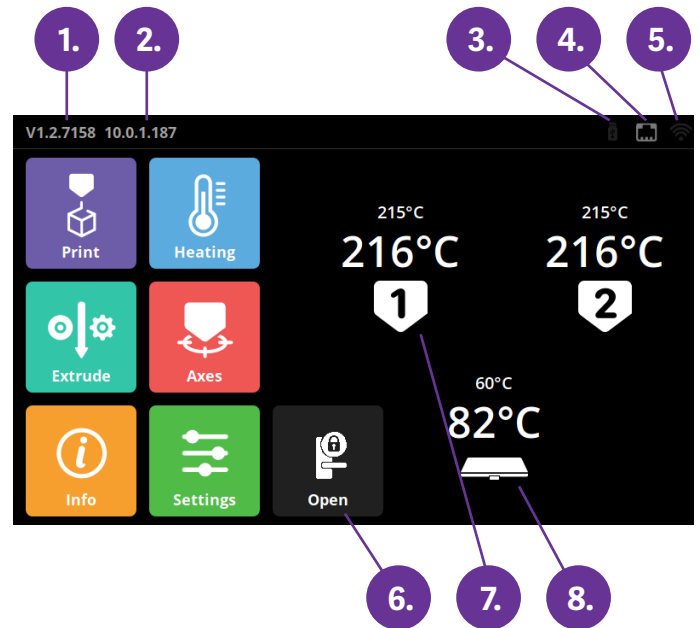 1. 2. 3. 4. 5.
V1.2.7158 10.0.1.187
Print Heating
215°C 215°C
216°C 216°C
1 2
Extrude Axes
60°C
82°C
Info Settings Open
6. 7. 8.